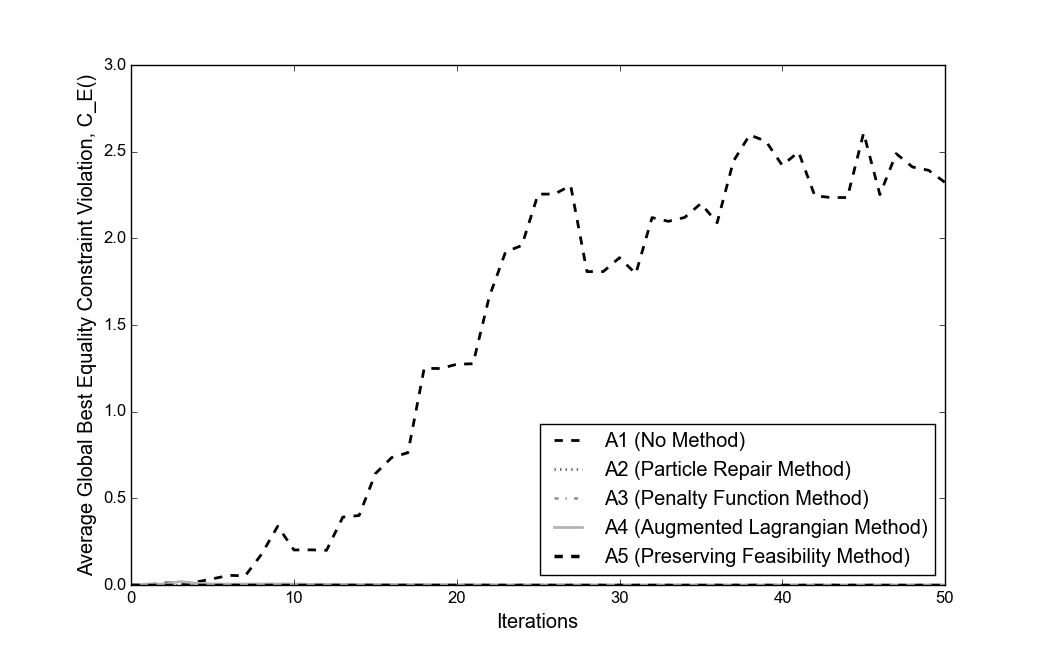 3.0
2.5
2.0
1.5
1.0
0.5
0.0
Average Global Best Equality Constraint Violation, C_E()
0 10 20 30 40 50
Iterations
A1 (No Method)
A2 (Particle Repair Method)
A3 (Penalty Function Method)
A4 (Augmented Lagrangian Method)
A5 (Preserving Feasibility Method)